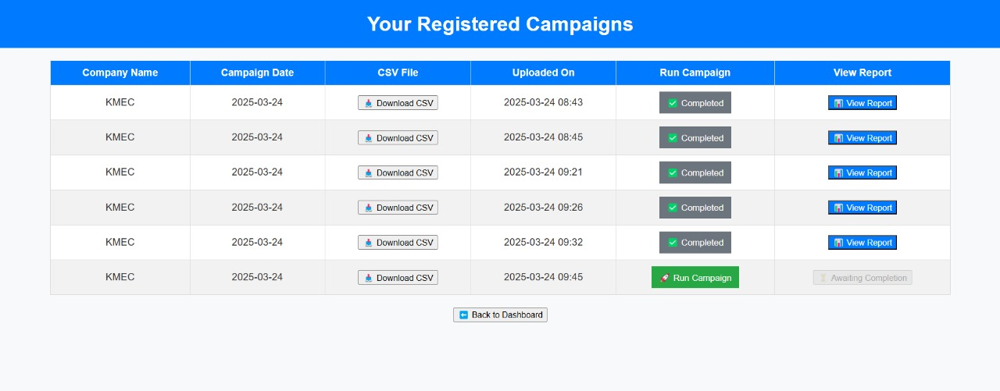 Your Registered Campaigns
Company Name Campaign Date CSV File Uploaded On Run Campaign View Report
KMEC 2025-03-24 Download CSV 2025-03-24 08:43 Completed View Report
KMEC 2025-03-24 Download CSV 2025-03-24 08:45 Completed View Report
KMEC 2025-03-24 Download CSV 2025-03-24 09:21 Completed View Report
KMEC 2025-03-24 Download CSV 2025-03-24 09:26 Completed View Report
KMEC 2025-03-24 Download CSV 2025-03-24 09:32 Completed View Report
KMEC 2025-03-24 Download CSV 2025-03-24 09:45 Run Campaign Awaiting Completion
Back to Dashboard